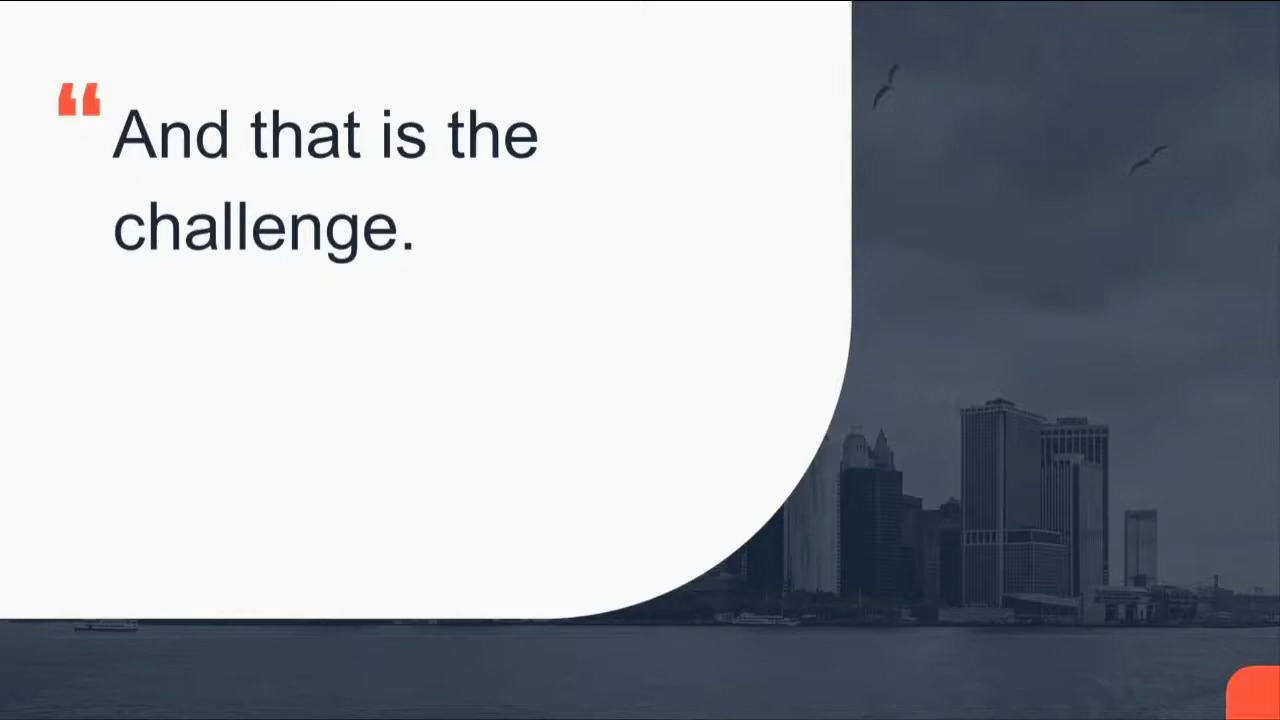 “ And that is the
challenge.